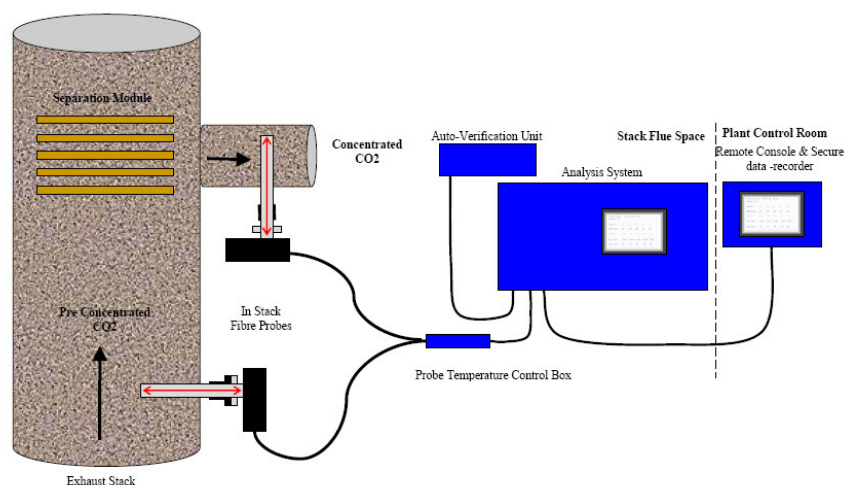 Separation Module
Concentrated
CO2
Auto-Verification Unit
Stack Flue Space
Plant Control Room
Remote Console & Secure
data -recorder
Analysis System
Pre Concentrated
CO2
In Stack
Fibre Probes
Probe Temperature Control Box
Exhaust Stack